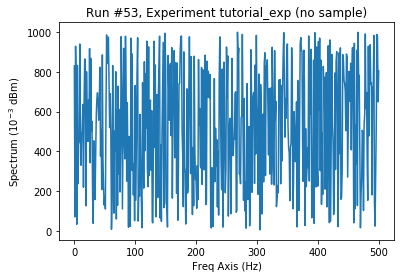 Run #53, Experiment tutorial_exp (no sample)
1000
800
600
400
200
0
Spectrum (10⁻³ dBm)
0 100 200 300 400 500
Freq Axis (Hz)